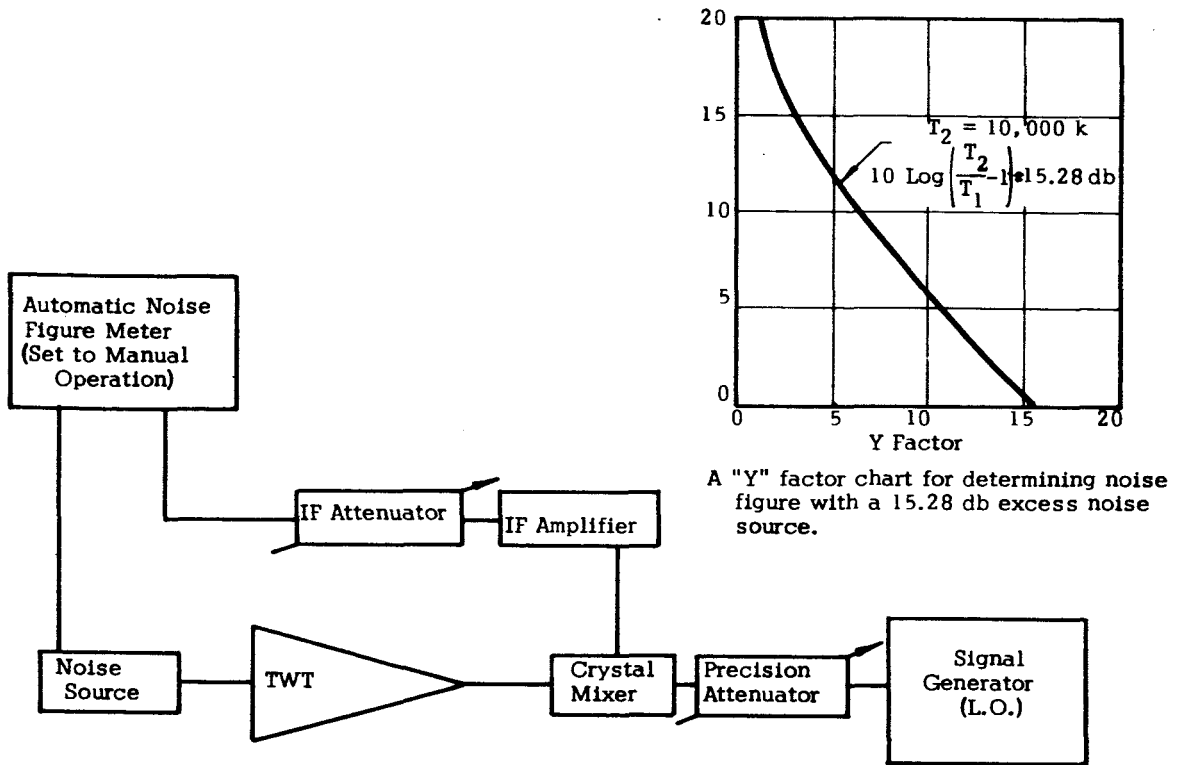 20
15
10
5
0
0 5 10 15 20
T2 = 10,000 k
10 Log (T2/T1 -1) = 15.28 db
Y Factor
A "Y" factor chart for determining noise
figure with a 15.28 db excess noise
source.
Automatic Noise
Figure Meter
(Set to Manual
Operation)
IF Attenuator
IF Amplifier
Noise
Source
TWT
Crystal
Mixer
Precision
Attenuator
Signal
Generator
(L.O.)